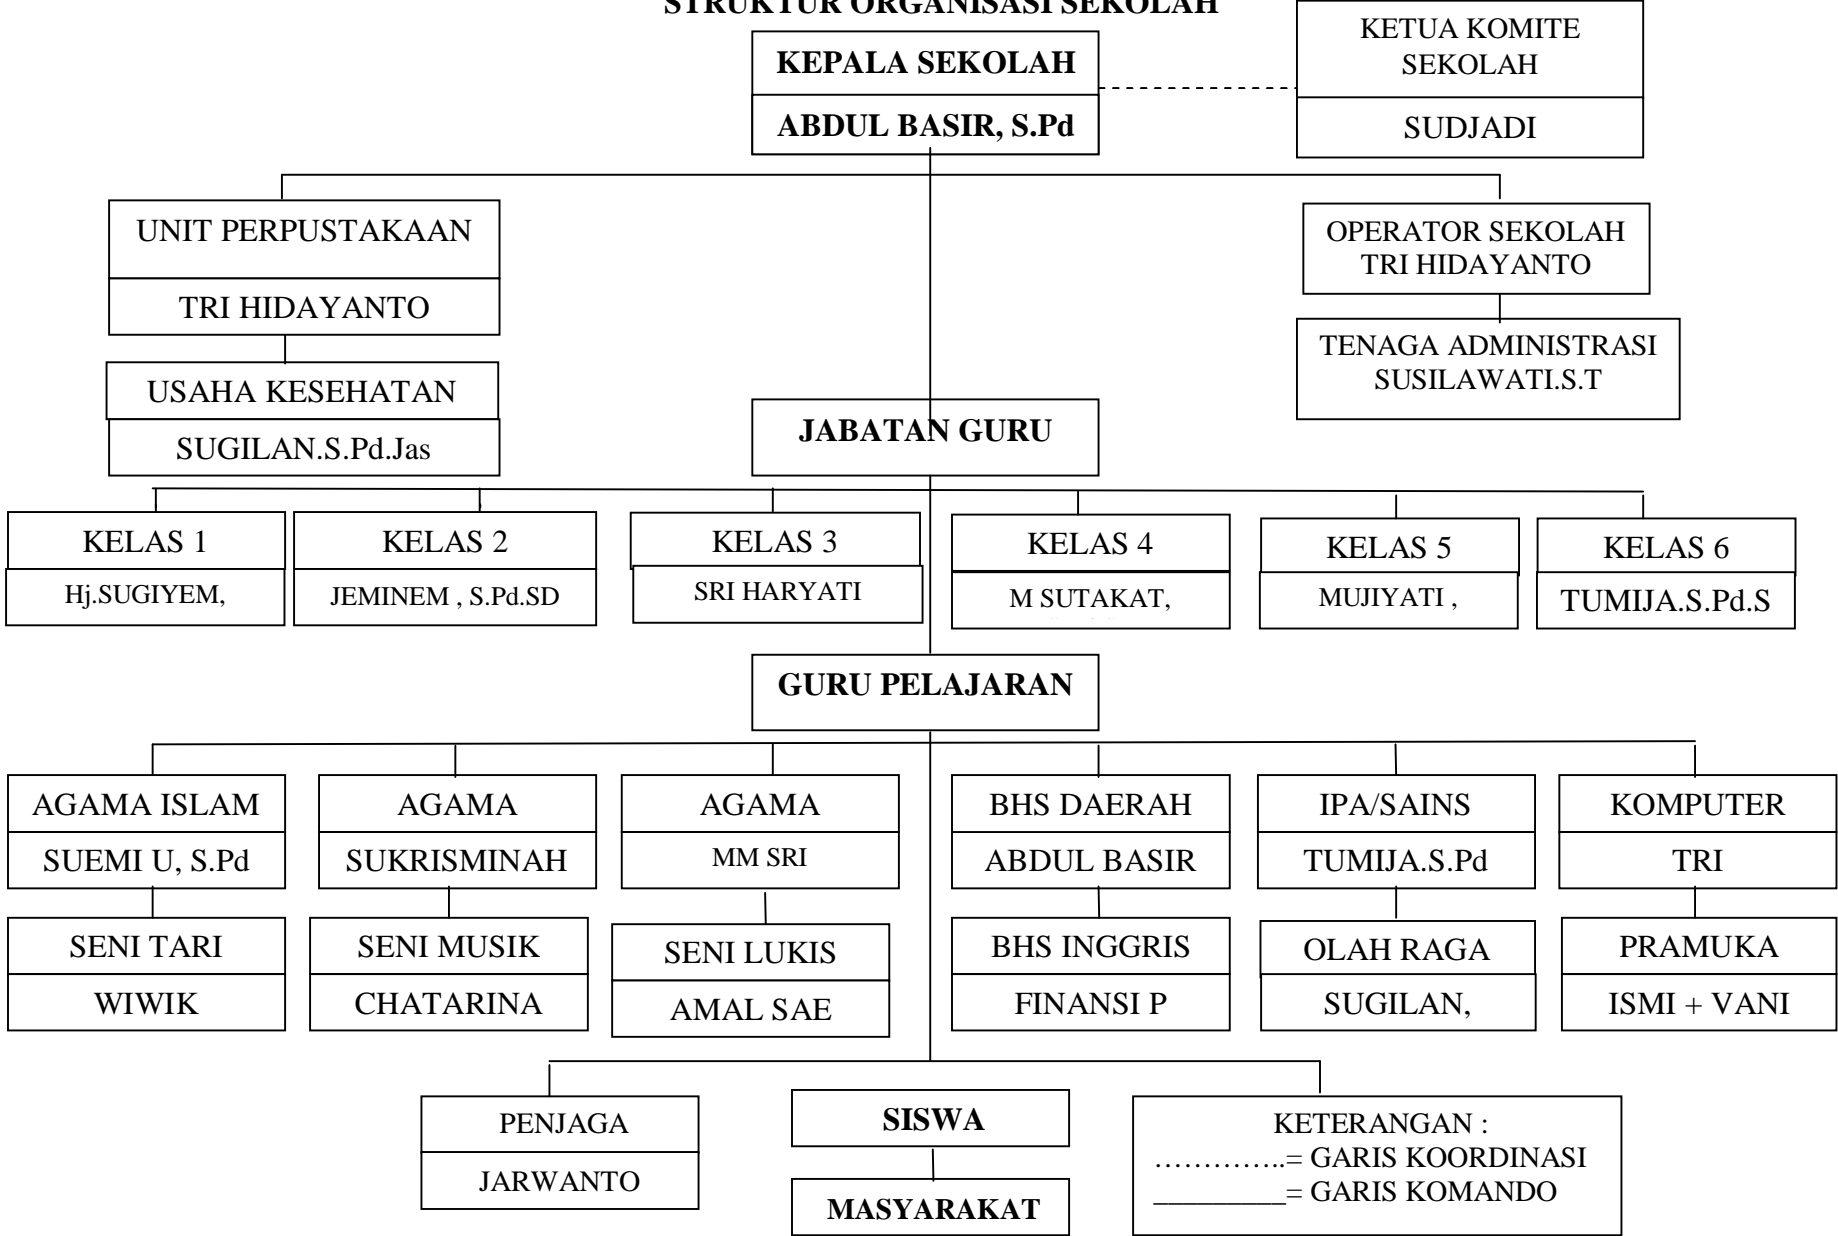 STRUKTUR ORGANISASI SEKOLAH
KEPALA SEKOLAH
ABDUL BASIR, S.Pd
KETUA KOMITE
SEKOLAH
SUDJADI
UNIT PERPUSTAKAAN
TRI HIDAYANTO
OPERATOR SEKOLAH
TRI HIDAYANTO
TENAGA ADMINISTRASI
SUSILAWATI.S.T
USAHA KESEHATAN
SUGILAN.S.Pd.Jas
JABATAN GURU
KELAS 1
Hj.SUGIYEM,
KELAS 2
JEMINEM , S.Pd.SD
KELAS 3
SRI HARYATI
KELAS 4
M SUTAKAT,
KELAS 5
MUJIYATI ,
KELAS 6
TUMIJA.S.Pd.S
GURU PELAJARAN
AGAMA ISLAM
SUEMI U, S.Pd
AGAMA
SUKRISMINAH
AGAMA
MM SRI
BHS DAERAH
ABDUL BASIR
IPA/SAINS
TUMIJA.S.Pd
KOMPUTER
TRI
SENI TARI
WIWIK
SENI MUSIK
CHATARINA
SENI LUKIS
AMAL SAE
BHS INGGRIS
FINANSI P
OLAH RAGA
SUGILAN,
PRAMUKA
ISMI + VANI
PENJAGA
JARWANTO
SISWA
MASYARAKAT
KETERANGAN :
…………..= GARIS KOORDINASI
_________= GARIS KOMANDO